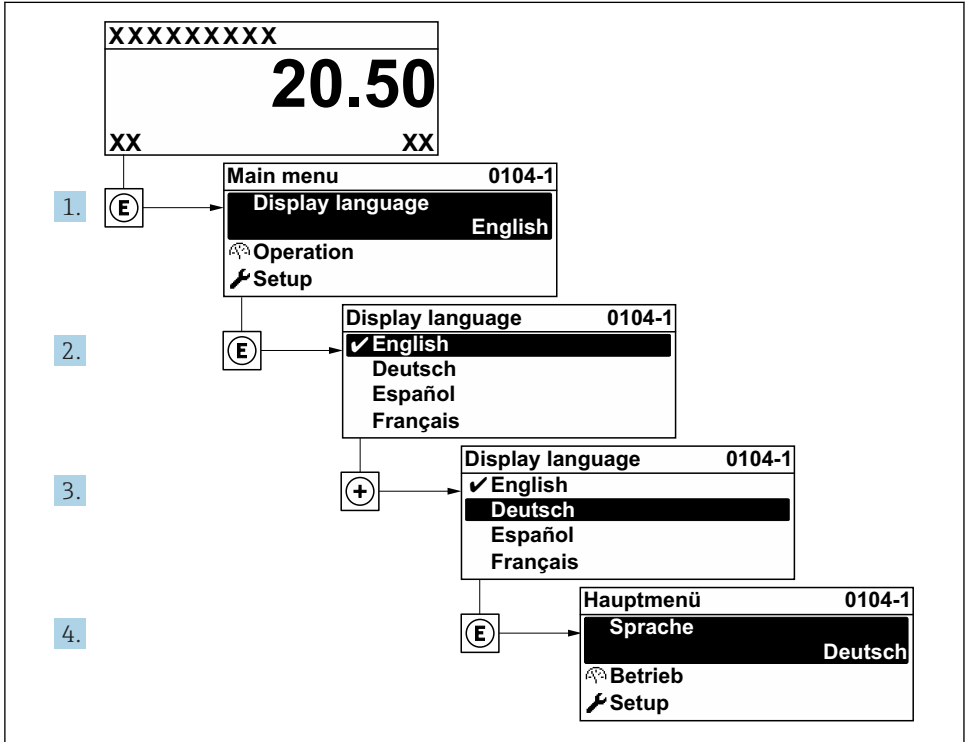 XXXXXXXXX
20.50
XX XX
1.
E
Main menu 0104-1
Display language
English
Operation
Setup
2.
E
Display language 0104-1
✔English
Deutsch
Español
Français
3.
+
Display language 0104-1
✔English
Deutsch
Español
Français
4.
E
Hauptmenü 0104-1
Sprache
Deutsch
Betrieb
Setup